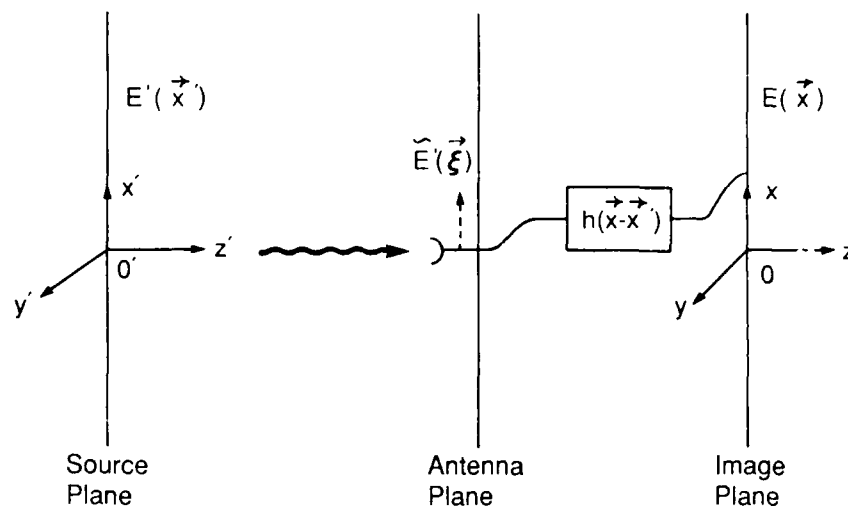 E'(x⃗')
E(x⃗)
Ẽ'(ξ⃗)
x'
x
h(x⃗-x⃗')
z'
z
0'
0
y'
y
Source
Plane
Antenna
Plane
Image
Plane